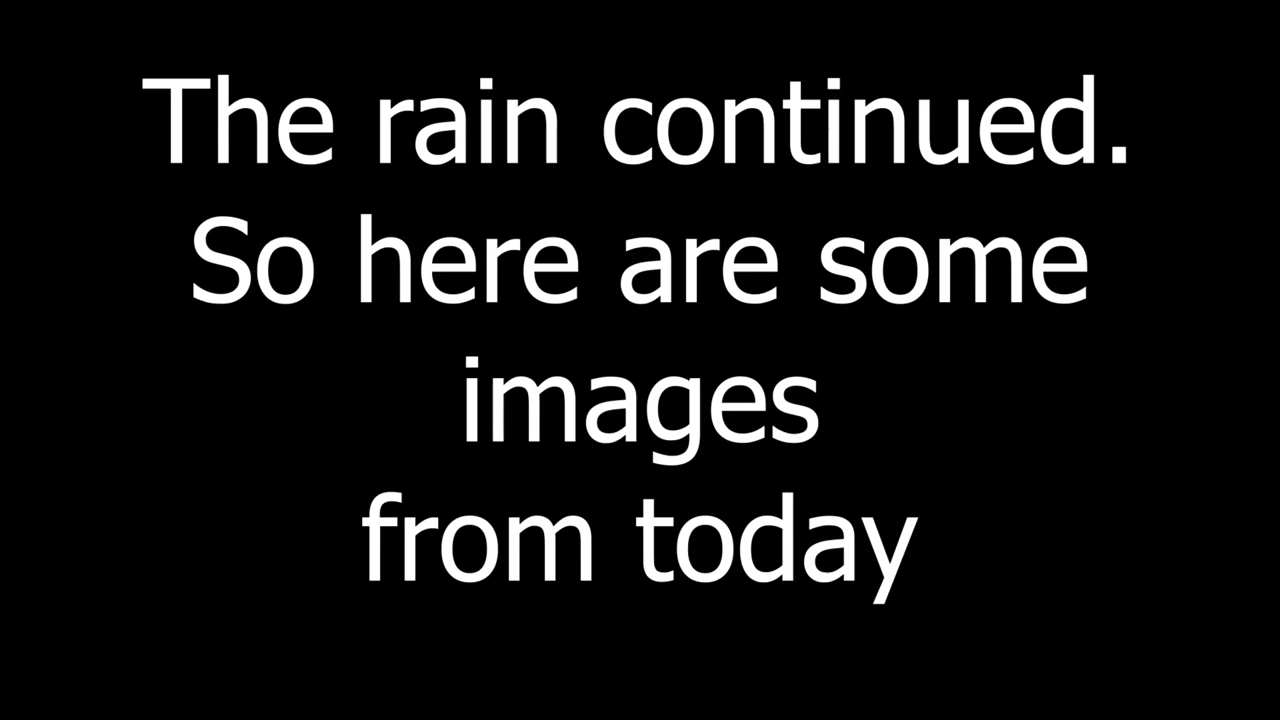 The rain continued.
So here are some
images
from today